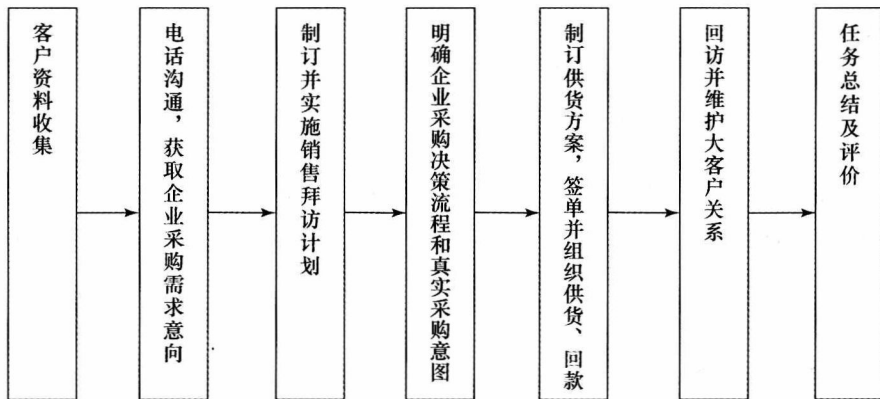 客户资料收集
电话沟通，获取企业采购需求意向
制订并实施销售拜访计划
明确企业采购决策流程和真实采购意图
制订供货方案，签单并组织供货、回款
回访并维护大客户关系
任务总结及评价